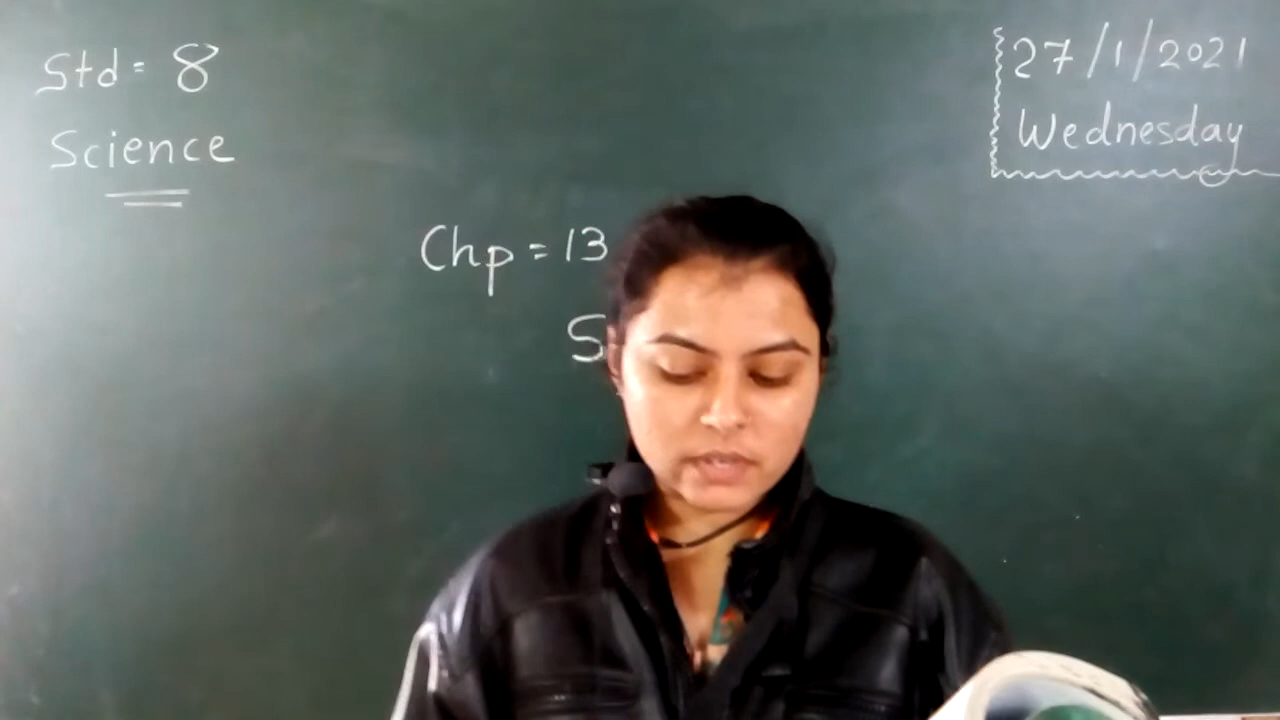 Std = 8
Science
27/1/2021
Wednesday
Chp = 13